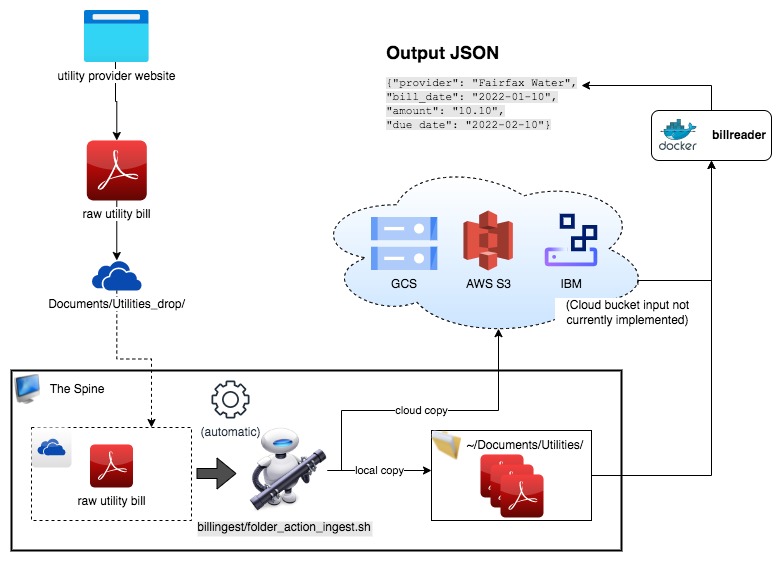 utility provider website
raw utility bill
Documents/Utilities_drop/
Output JSON
{"provider": "Fairfax Water",
"bill_date": "2022-01-10",
"amount": "10.10",
"due date": "2022-02-10"}
docker
billreader
GCS
AWS S3
IBM
(Cloud bucket input not
currently implemented)
The Spine
(automatic)
cloud copy
raw utility bill
local copy
~/Documents/Utilities/
billingest/folder_action_ingest.sh